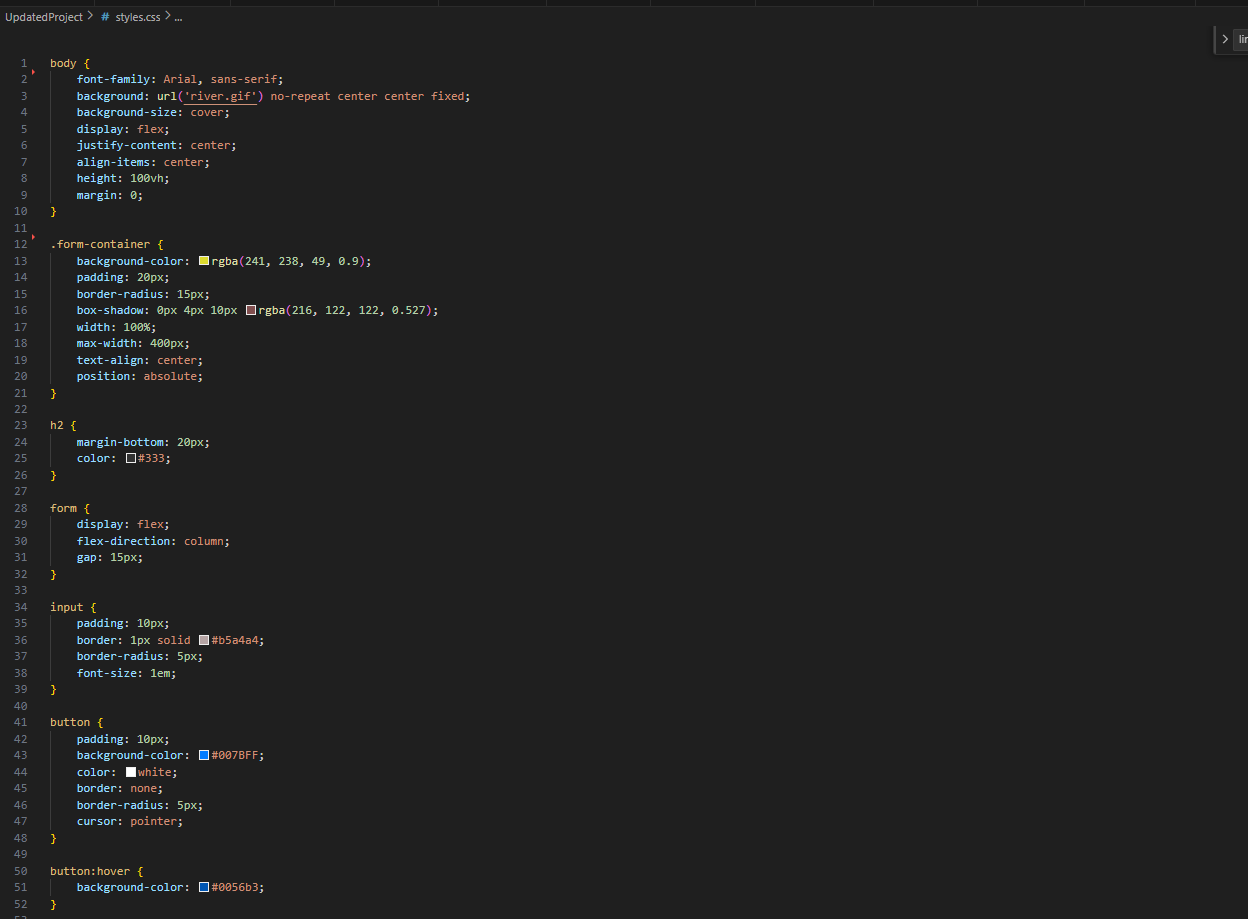 UpdatedProject > # styles.css > ...
lin
1 body {
2     font-family: Arial, sans-serif;
3     background: url('river.gif') no-repeat center center fixed;
4     background-size: cover;
5     display: flex;
6     justify-content: center;
7     align-items: center;
8     height: 100vh;
9     margin: 0;
10 }
11
12 .form-container {
13     background-color: rgba(241, 238, 49, 0.9);
14     padding: 20px;
15     border-radius: 15px;
16     box-shadow: 0px 4px 10px rgba(216, 122, 122, 0.527);
17     width: 100%;
18     max-width: 400px;
19     text-align: center;
20     position: absolute;
21 }
22
23 h2 {
24     margin-bottom: 20px;
25     color: #333;
26 }
27
28 form {
29     display: flex;
30     flex-direction: column;
31     gap: 15px;
32 }
33
34 input {
35     padding: 10px;
36     border: 1px solid #b5a4a4;
37     border-radius: 5px;
38     font-size: 1em;
39 }
40
41 button {
42     padding: 10px;
43     background-color: #007BFF;
44     color: white;
45     border: none;
46     border-radius: 5px;
47     cursor: pointer;
48 }
49
50 button:hover {
51     background-color: #0056b3;
52 }